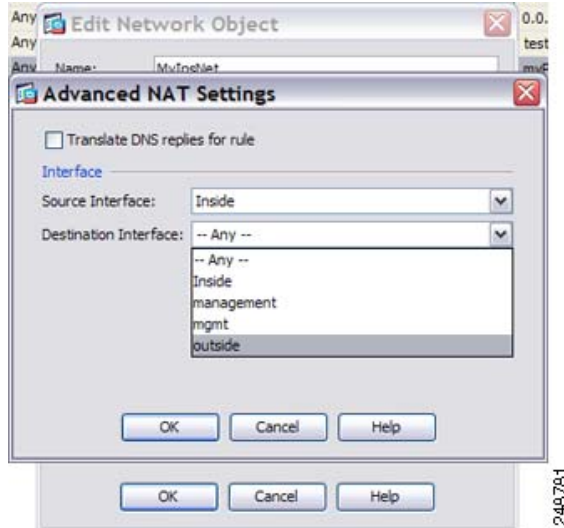 Any Edit Network Object 0.0.
Any test
Any Name: MyInsNet
Advanced NAT Settings
Translate DNS replies for rule
Interface
Source Interface: Inside
Destination Interface: -- Any --
-- Any --
Inside
management
mgmt
outside
OK Cancel Help
OK Cancel Help